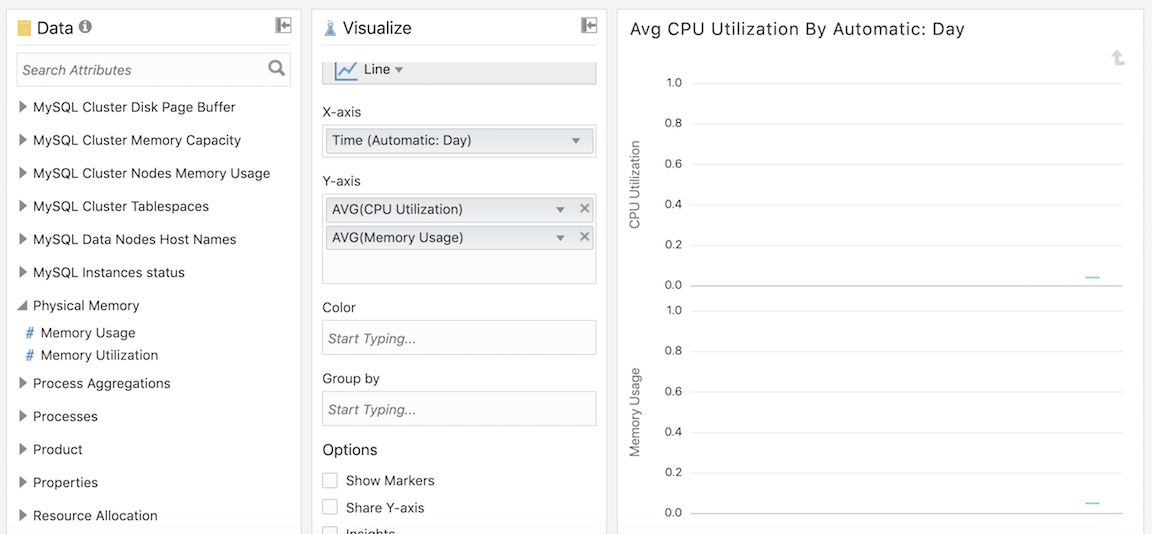 Data
Search Attributes
MySQL Cluster Disk Page Buffer
MySQL Cluster Memory Capacity
MySQL Cluster Nodes Memory Usage
MySQL Cluster Tablespaces
MySQL Data Nodes Host Names
MySQL Instances status
Physical Memory
# Memory Usage
# Memory Utilization
Process Aggregations
Processes
Product
Properties
Resource Allocation
Visualize
Line
X-axis
Time (Automatic: Day)
Y-axis
AVG(CPU Utilization)
AVG(Memory Usage)
Color
Start Typing...
Group by
Start Typing...
Options
Show Markers
Share Y-axis
Insights
Avg CPU Utilization By Automatic: Day
CPU Utilization
1.0
0.8
0.6
0.4
0.2
0.0
Memory Usage
1.0
0.8
0.6
0.4
0.2
0.0